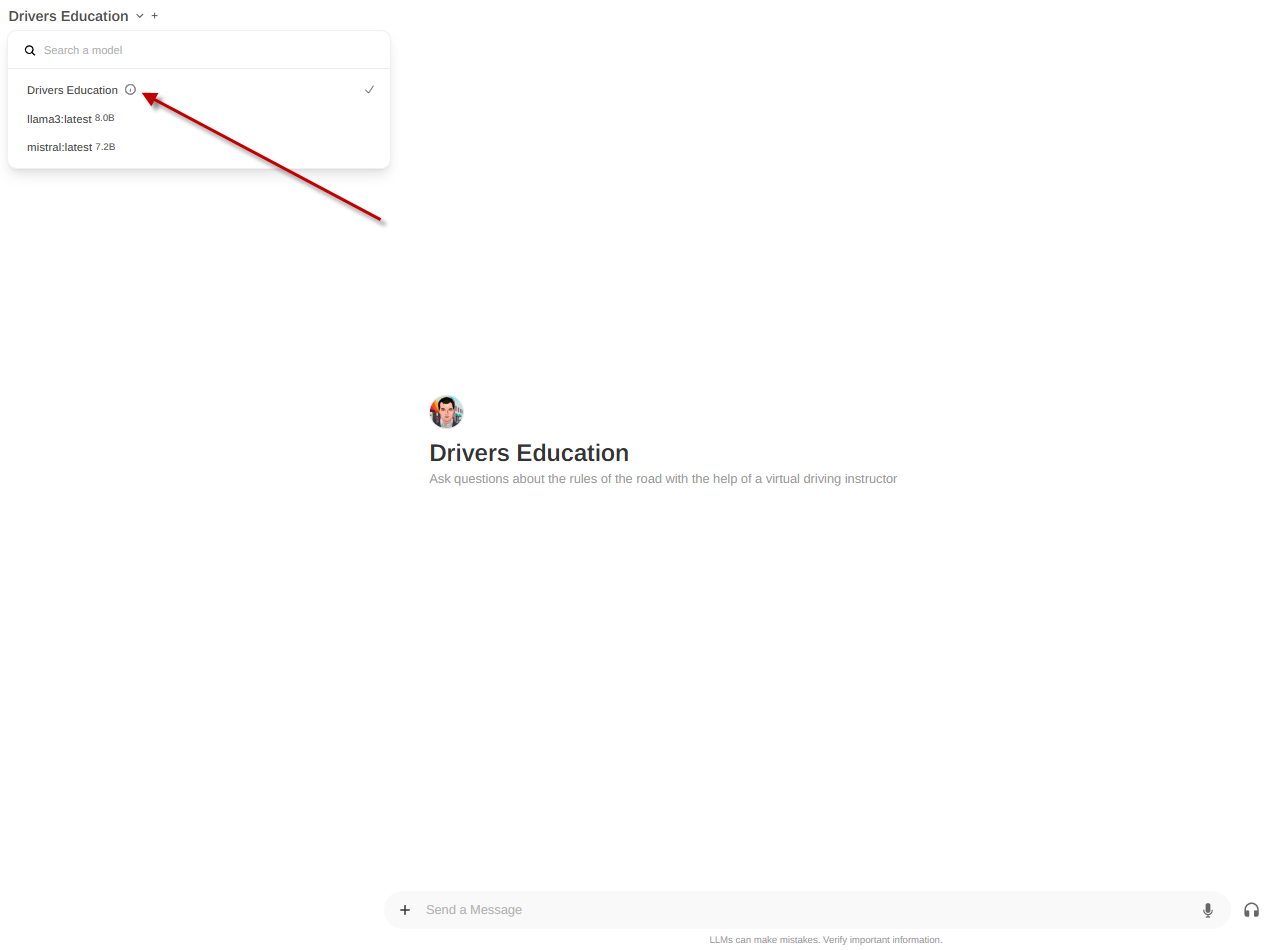 Drivers Education
Search a model
Drivers Education
llama3:latest 8.0B
mistral:latest 7.2B
Drivers Education
Ask questions about the rules of the road with the help of a virtual driving instructor
Send a Message
LLMs can make mistakes. Verify important information.